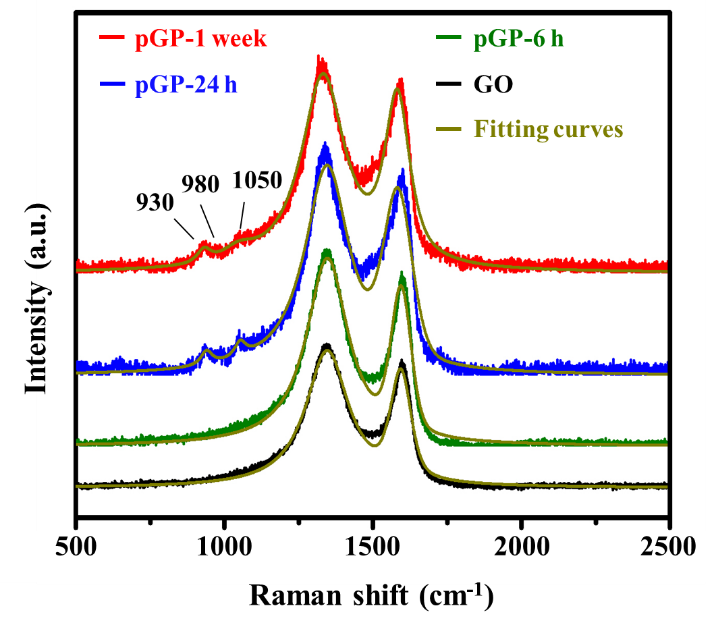 pGP-1 week
pGP-6 h
pGP-24 h
GO
Fitting curves
930
980
1050
Intensity (a.u.)
500
1000
1500
2000
2500
Raman shift (cm⁻¹)